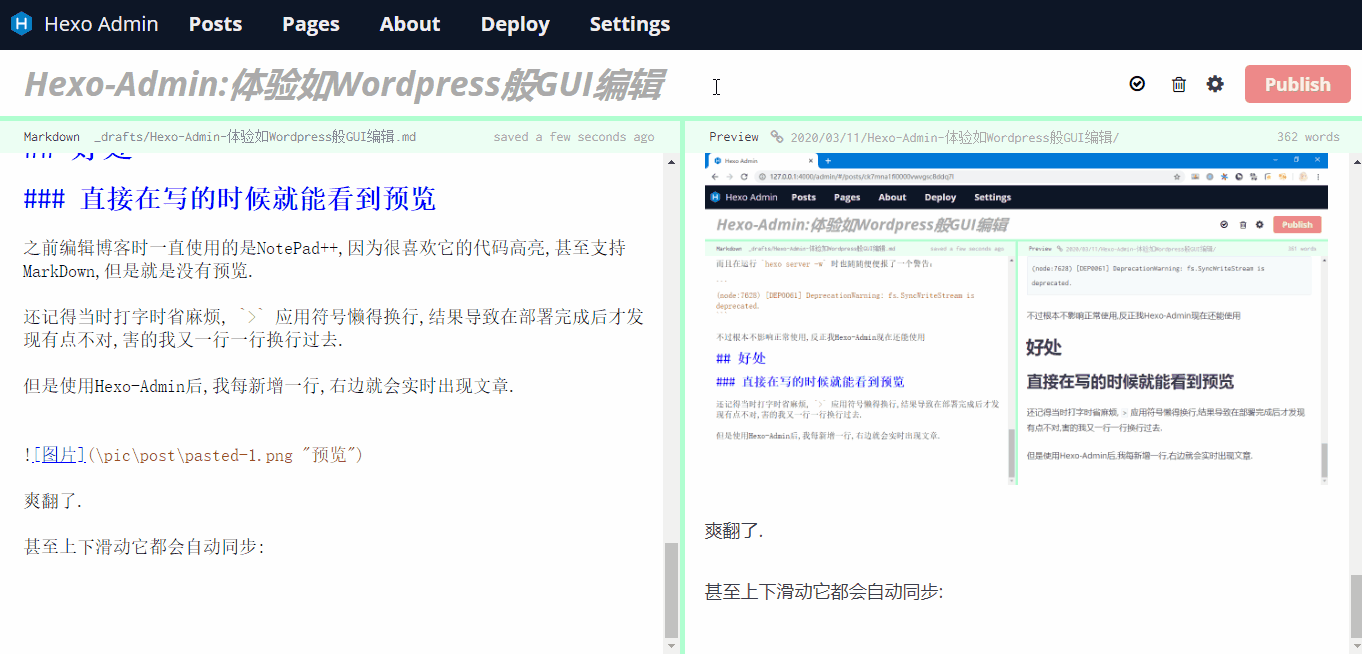 Hexo Admin Posts Pages About Deploy Settings
Hexo-Admin:体验如Wordpress般GUI编辑
Publish
Markdown _drafts/Hexo-Admin-体验如Wordpress般GUI编辑.md saved a few seconds ago
## 好处
### 直接在写的时候就能看到预览
之前编辑博客时一直使用的是NotePad++,因为很喜欢它的代码高亮,甚至支持
MarkDown,但是就是没有预览.
还记得当时打字时省麻烦, `>` 应用符号懒得换行,结果导致在部署完成后才发
现有点不对,害的我又一行一行换行过去.
但是使用Hexo-Admin后,我每新增一行,右边就会实时出现文章.
![图片](\pic\post\pasted-1.png "预览")
爽翻了.
甚至上下滑动它都会自动同步:
Preview 2020/03/11/Hexo-Admin-体验如Wordpress般GUI编辑/ 362 words
Hexo Admin
Hexo Admin Posts Pages About Deploy Settings
Hexo-Admin:体验如Wordpress般GUI编辑
Publish
Markdown _drafts/Hexo-Admin-体验如Wordpress般GUI编辑.md saved a few seconds ago
而且在运行 `hexo server -w` 时也随随便便报了一个警告:
```
(node:7628) [DEP0061] DeprecationWarning: fs.SyncWriteStream is
deprecated.
不过根本不影响正常使用,反正我Hexo-Admin现在还能使用
## 好处
### 直接在写的时候就能看到预览
还记得当时打字时省麻烦, `>` 应用符号懒得换行,结果导致在部署完成后才发
现有点不对,害的我又一行一行换行过去.
但是使用Hexo-Admin后,我每新增一行,右边就会实时出现文章.
Preview 2020/03/11/Hexo-Admin-体验如Wordpress般GUI编辑/ 361 words
(node:7628) [DEP0061] DeprecationWarning: fs.SyncWriteStream is
deprecated.
不过根本不影响正常使用,反正我Hexo-Admin现在还能使用
好处
直接在写的时候就能看到预览
还记得当时打字时省麻烦, > 应用符号懒得换行,结果导致在部署完成后才发现
有点不对,害的我又一行一行换行过去.
但是使用Hexo-Admin后,我每新增一行,右边就会实时出现文章.
爽翻了.
甚至上下滑动它都会自动同步: